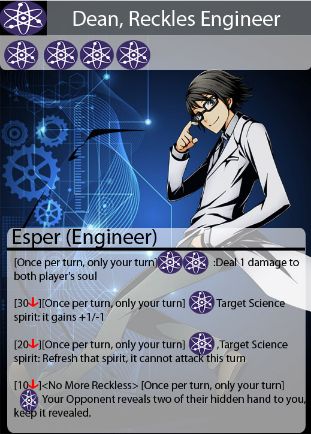 Dean, Reckles Engineer
Esper (Engineer)
[Once per turn, only your turn] :Deal 1 damage to
both player's soul
[30↓][Once per turn, only your turn] Target Science
spirit: it gains +1/-1
[20↓][Once per turn, only your turn] ,Target Science
spirit: Refresh that spirit, it cannot attack this turn
[10↓]<No More Reckless> [Once per turn, only your turn]
Your Opponent reveals two of their hidden hand to you,
keep it revealed.